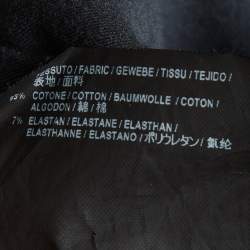 TESSUTO / FABRIC / GEWEBE / TISSU / TEJIDO /
表地 / 面料
93% COTONE / COTTON / BAUMWOLLE / COTON /
ALGODON / 綿 / 棉
7% ELASTAN / ELASTANE / ELASTHAN /
ELASTHANNE / ELASTANO / ポリウレタン / 氨纶